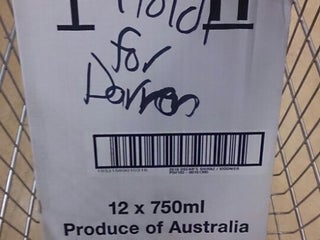 Hold
for
Darren
12 x 750ml
Produce of Australia